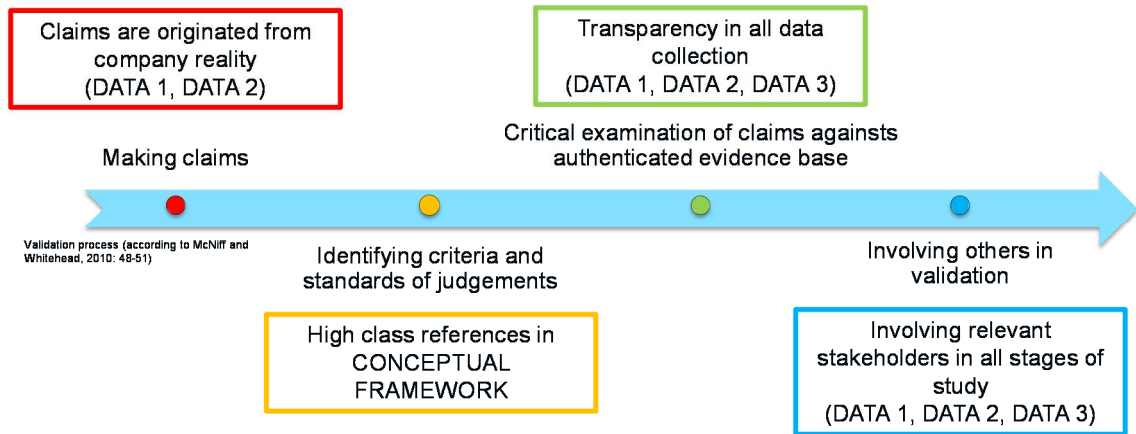 Claims are originated from
company reality
(DATA 1, DATA 2)
Transparency in all data
collection
(DATA 1, DATA 2, DATA 3)
Making claims
Critical examination of claims againsts
authenticated evidence base
Validation process (according to McNiff and
Whitehead, 2010: 48-51)
Identifying criteria and
standards of judgements
Involving others in
validation
High class references in
CONCEPTUAL
FRAMEWORK
Involving relevant
stakeholders in all stages of
study
(DATA 1, DATA 2, DATA 3)